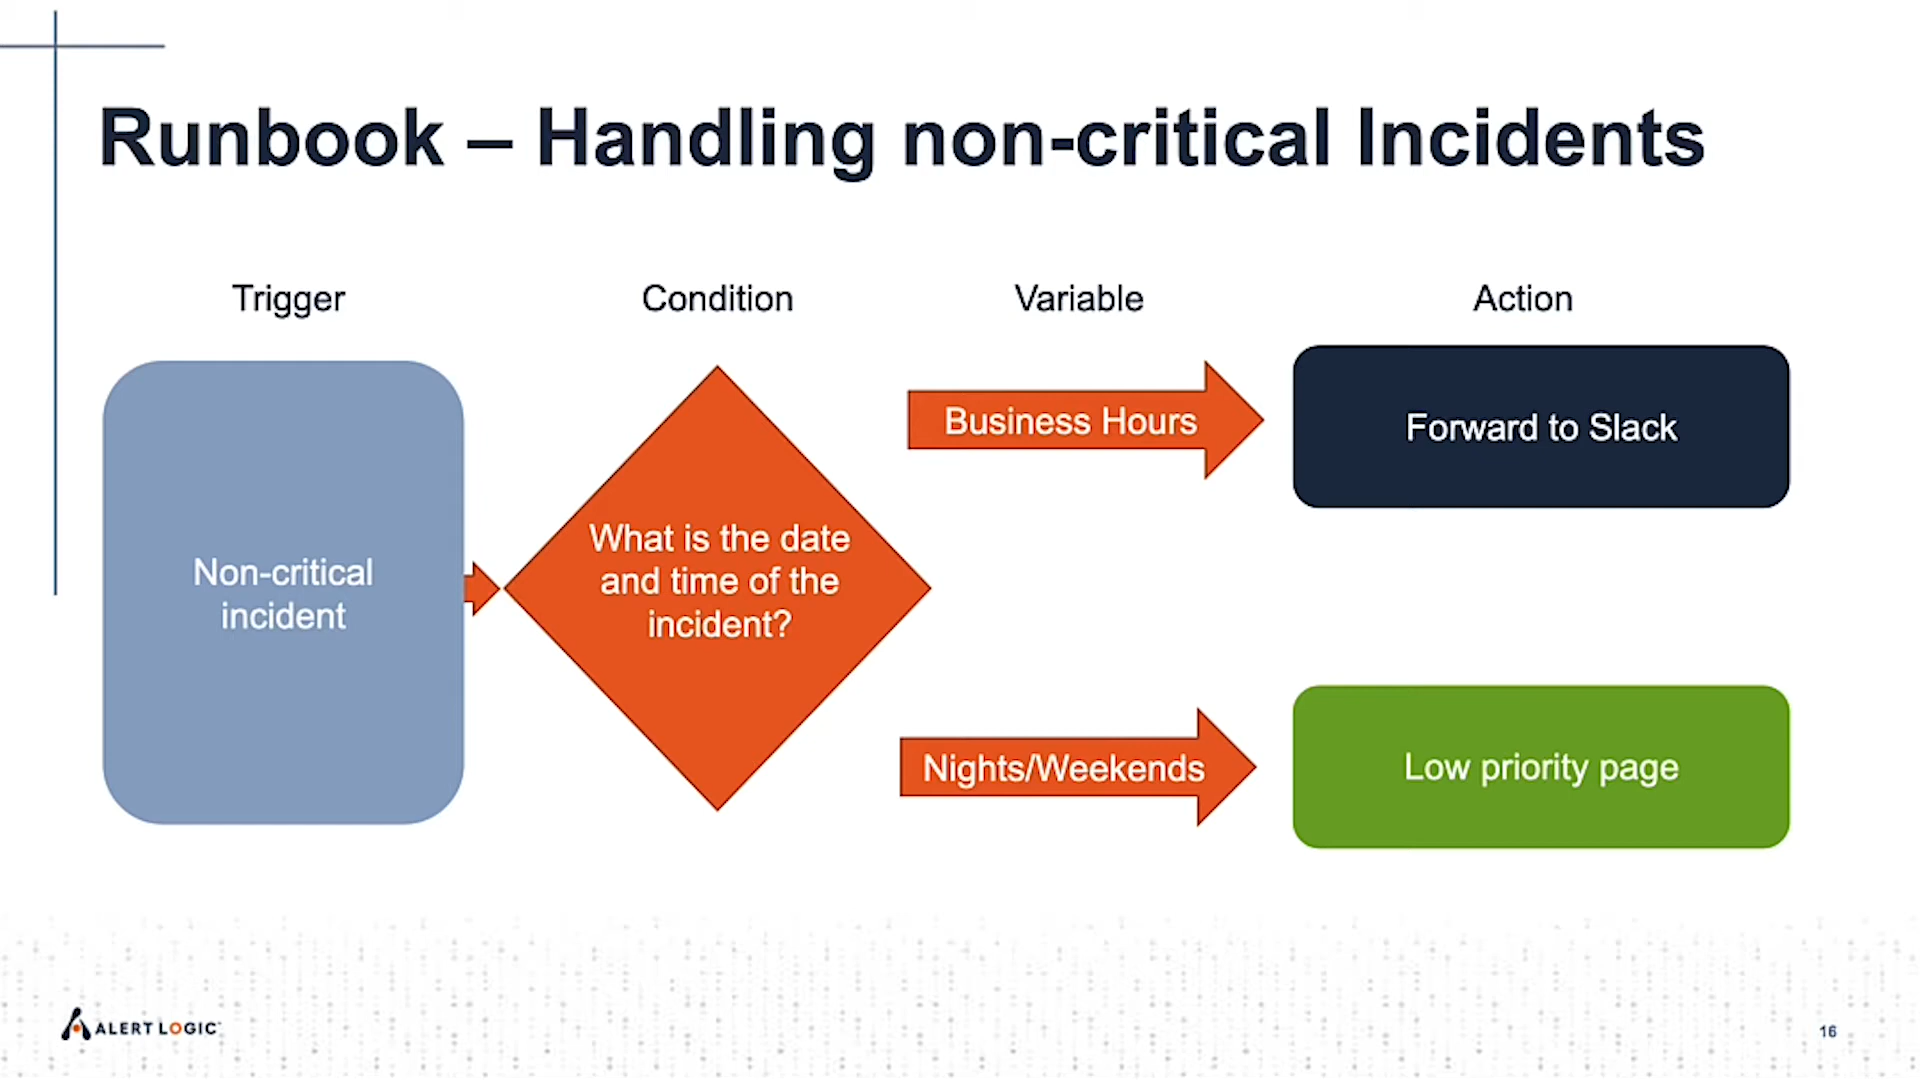 Runbook – Handling non-critical Incidents
Trigger
Condition
Variable
Action
Non-critical
incident
What is the date
and time of the
incident?
Business Hours
Forward to Slack
Nights/Weekends
Low priority page
ALERT LOGIC
16